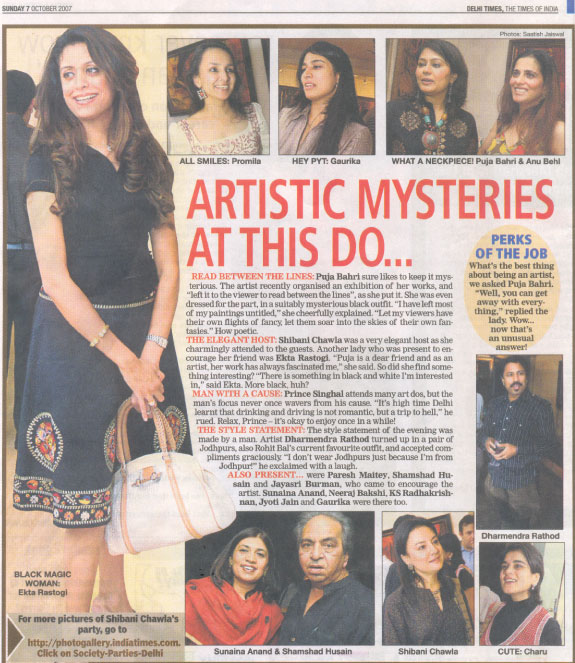 SUNDAY 7 OCTOBER 2007
DELHI TIMES, THE TIMES OF INDIA
Photos: Saatish Jaiswal
ALL SMILES: Promila
HEY PYT: Gaurika
WHAT A NECKPIECE! Puja Bahri & Anu Behl
ARTISTIC MYSTERIES
AT THIS DO...
READ BETWEEN THE LINES: Puja Bahri sure likes to keep it mys-
terious. The artist recently organised an exhibition of her works, and
“left it to the viewer to read between the lines”, as she put it. She was even
dressed for the part, in a suitably mysterious black outfit. “I have left most
of my paintings untitled,” she cheerfully explained. “Let my viewers have
their own flights of fancy, let them soar into the skies of their own fan-
tasies.” How poetic.
THE ELEGANT HOST: Shibani Chawla was a very elegant host as she
charmingly attended to the guests. Another lady who was present to en-
courage her friend was Ekta Rastogi. “Puja is a dear friend and as an
artist, her work has always fascinated me,” she said. So did she find some-
thing interesting? “There is something in black and white I'm interested
in,” said Ekta. More black, huh?
MAN WITH A CAUSE: Prince Singhal attends many art dos, but the
man's focus never once wavers from his cause. “It's high time Delhi
learnt that drinking and driving is not romantic, but a trip to hell,” he
rued. Relax, Prince – it's okay to enjoy once in a while!
THE STYLE STATEMENT: The style statement of the evening was
made by a man. Artist Dharmendra Rathod turned up in a pair of
Jodhpurs, also Rohit Bal's current favourite outfit, and accepted com-
pliments graciously. “I don't wear Jodhpurs just because I'm from
Jodhpur!” he exclaimed with a laugh.
ALSO PRESENT... were Paresh Maitey, Shamshad Hu-
sain and Jayasri Burman, who came to encourage the
artist. Sunaina Anand, Neeraj Bakshi, KS Radhakrish-
nan, Jyoti Jain and Gaurika were there too.
PERKS
OF THE JOB
What's the best thing
about being an artist,
we asked Puja Bahri.
“Well, you can get
away with every-
thing,” replied the
lady. Wow...
now that's
an unusual
answer!
Dharmendra Rathod
BLACK MAGIC
WOMAN:
Ekta Rastogi
For more pictures of Shibani Chawla's
party, go to
http://photogallery.indiatimes.com.
Click on Society-Parties-Delhi
Sunaina Anand & Shamshad Husain
Shibani Chawla
CUTE: Charu